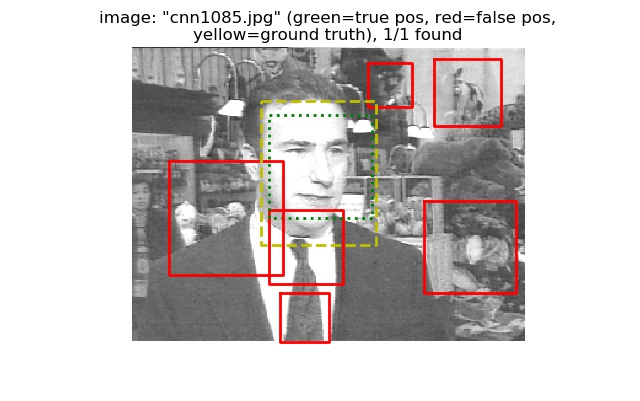 image: "cnn1085.jpg" (green=true pos, red=false pos,
yellow=ground truth), 1/1 found